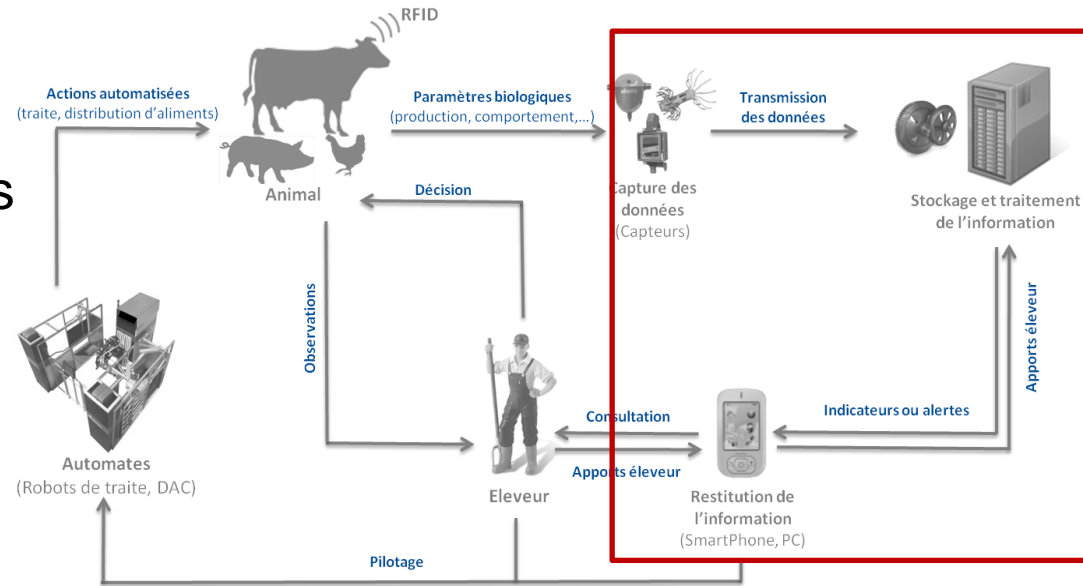 RFID
Actions automatisées
(traite, distribution d'aliments)
Paramètres biologiques
(production, comportement,...)
Transmission
des données
s
Animal
Décision
Capture des
données
(Capteurs)
Stockage et traitement
de l'information
Observations
Apports éleveur
Consultation
Indicateurs ou alertes
Apports éleveur
Automates
(Robots de traite, DAC)
Eleveur
Restitution de
l'information
(SmartPhone, PC)
Pilotage